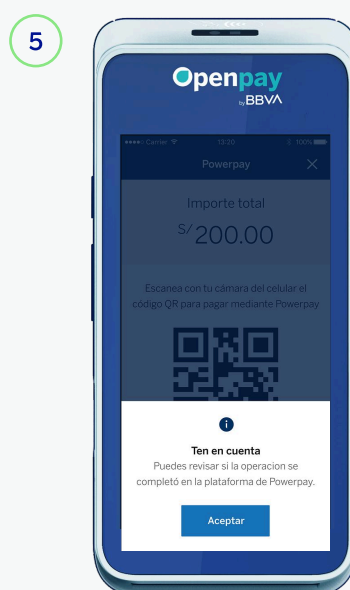 5
Openpay
by BBVA
Carrier 13:20 100%
Powerpay
Importe total
S/200.00
Escanea con tu cámara del celular el
código QR para pagar mediante Powerpay
Ten en cuenta
Puedes revisar si la operacion se
completó en la plataforma de Powerpay.
Aceptar